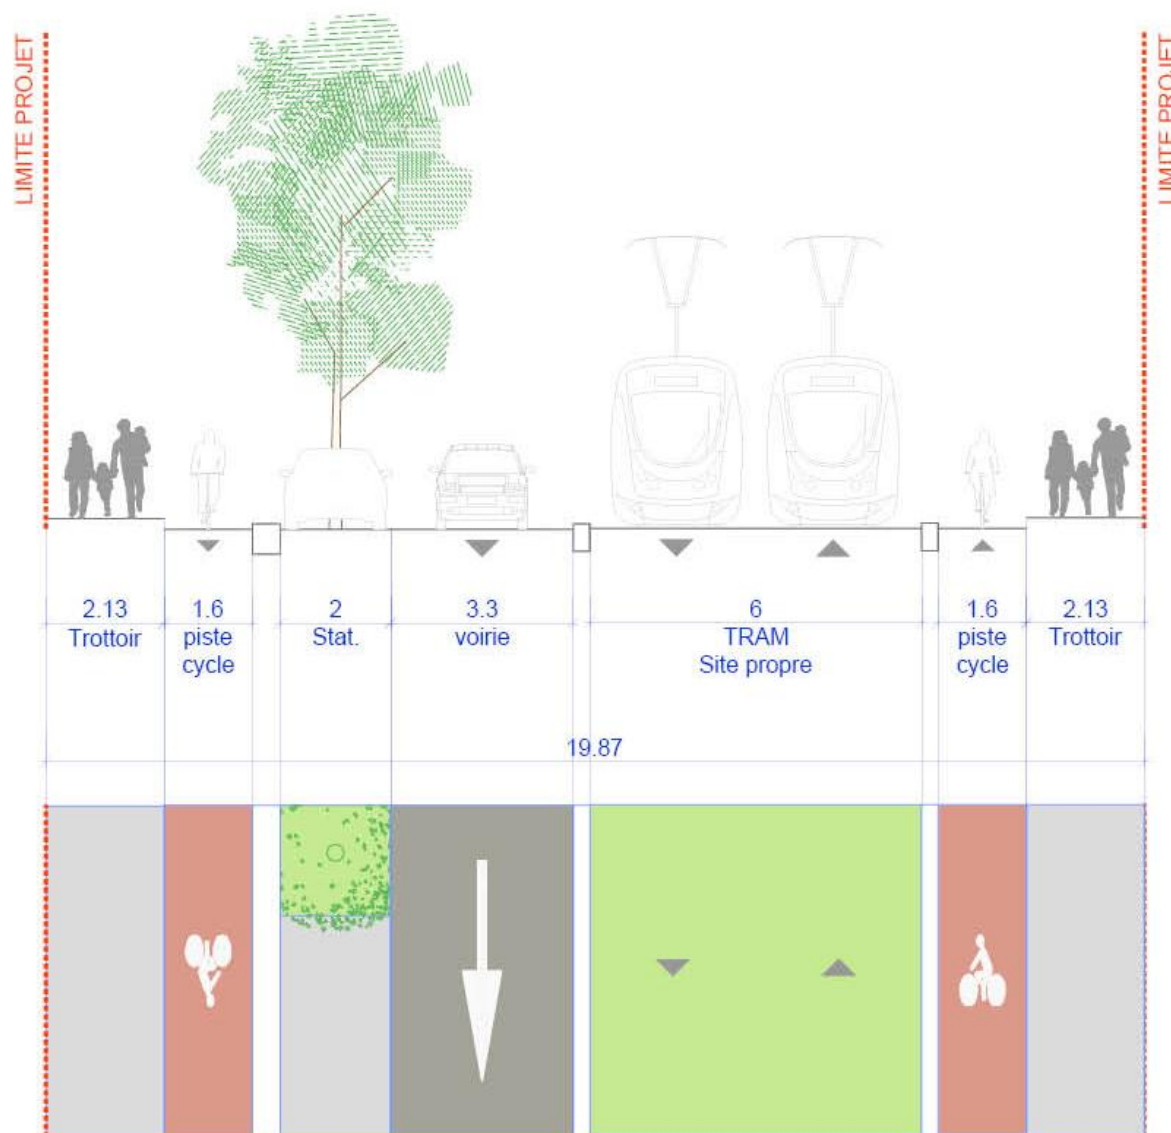 LIMITE PROJET
LIMITE PROJET
2.13
Trottoir
1.6
piste
cycle
2
Stat.
3.3
voirie
6
TRAM
Site propre
1.6
piste
cycle
2.13
Trottoir
19.87